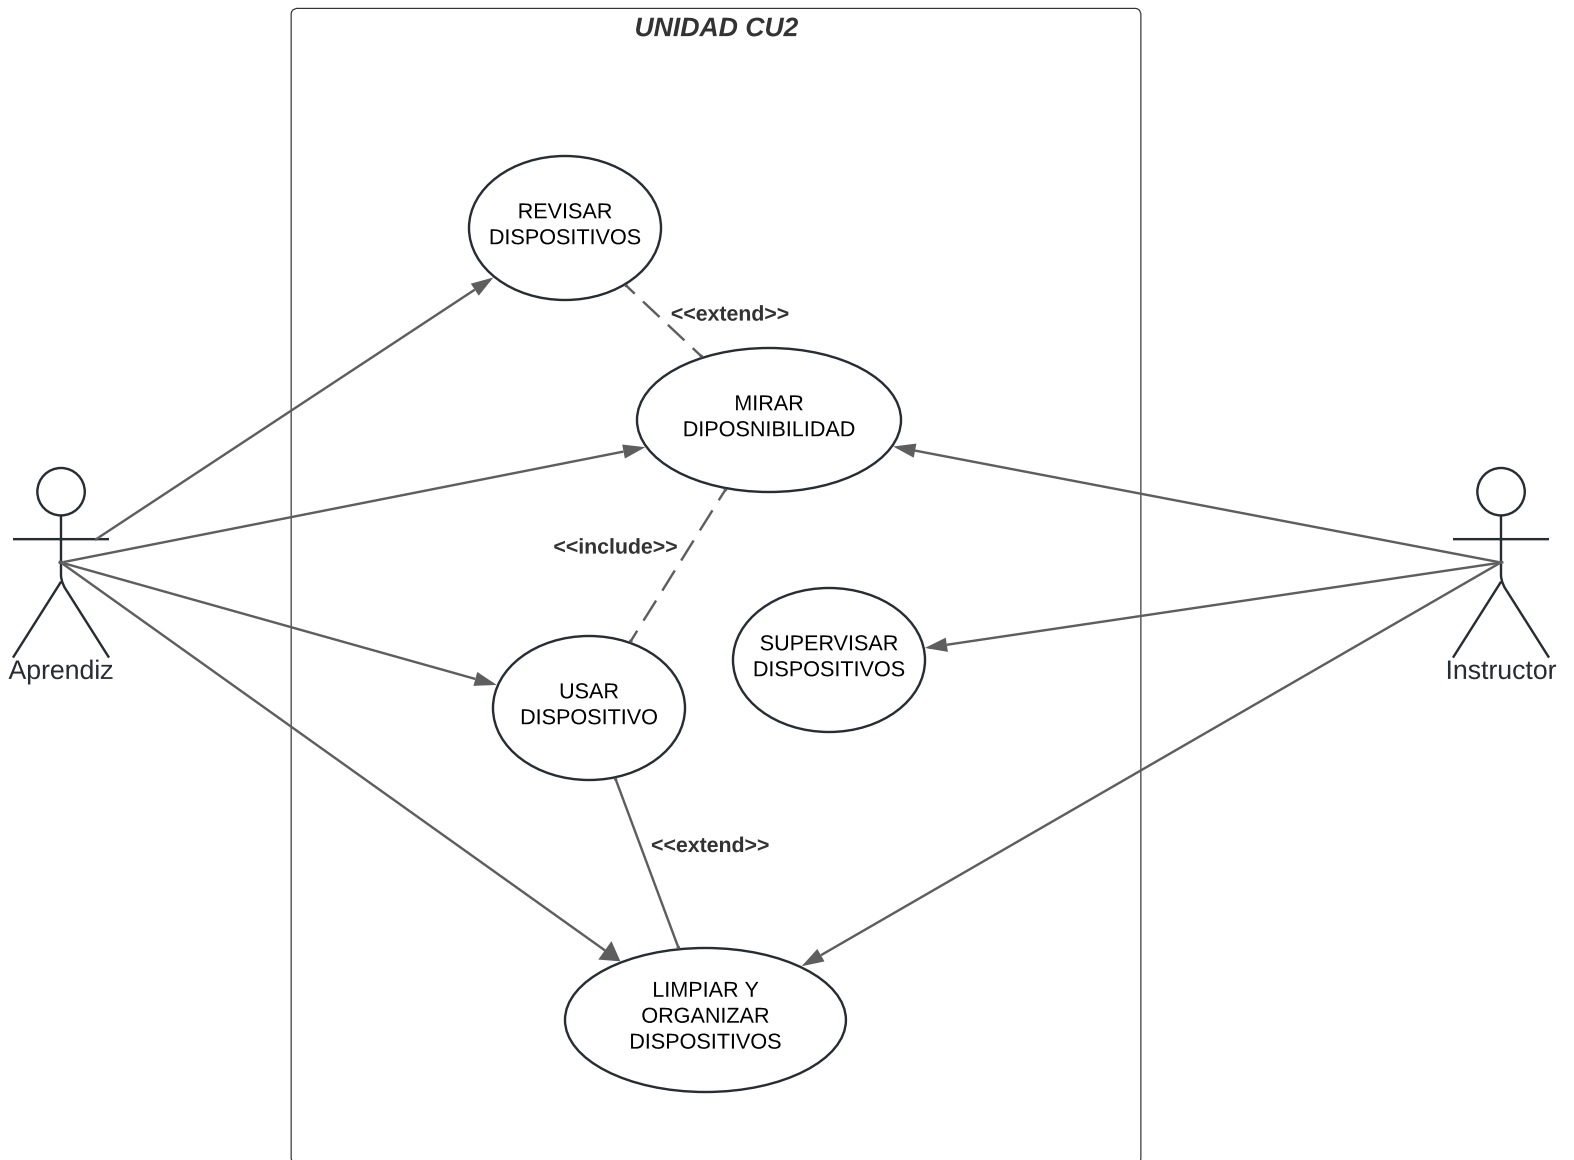 UNIDAD CU2
REVISAR
DISPOSITIVOS
<<extend>>
MIRAR
DIPOSNIBILIDAD
<<include>>
SUPERVISAR
DISPOSITIVOS
Aprendiz
Instructor
USAR
DISPOSITIVO
<<extend>>
LIMPIAR Y
ORGANIZAR
DISPOSITIVOS